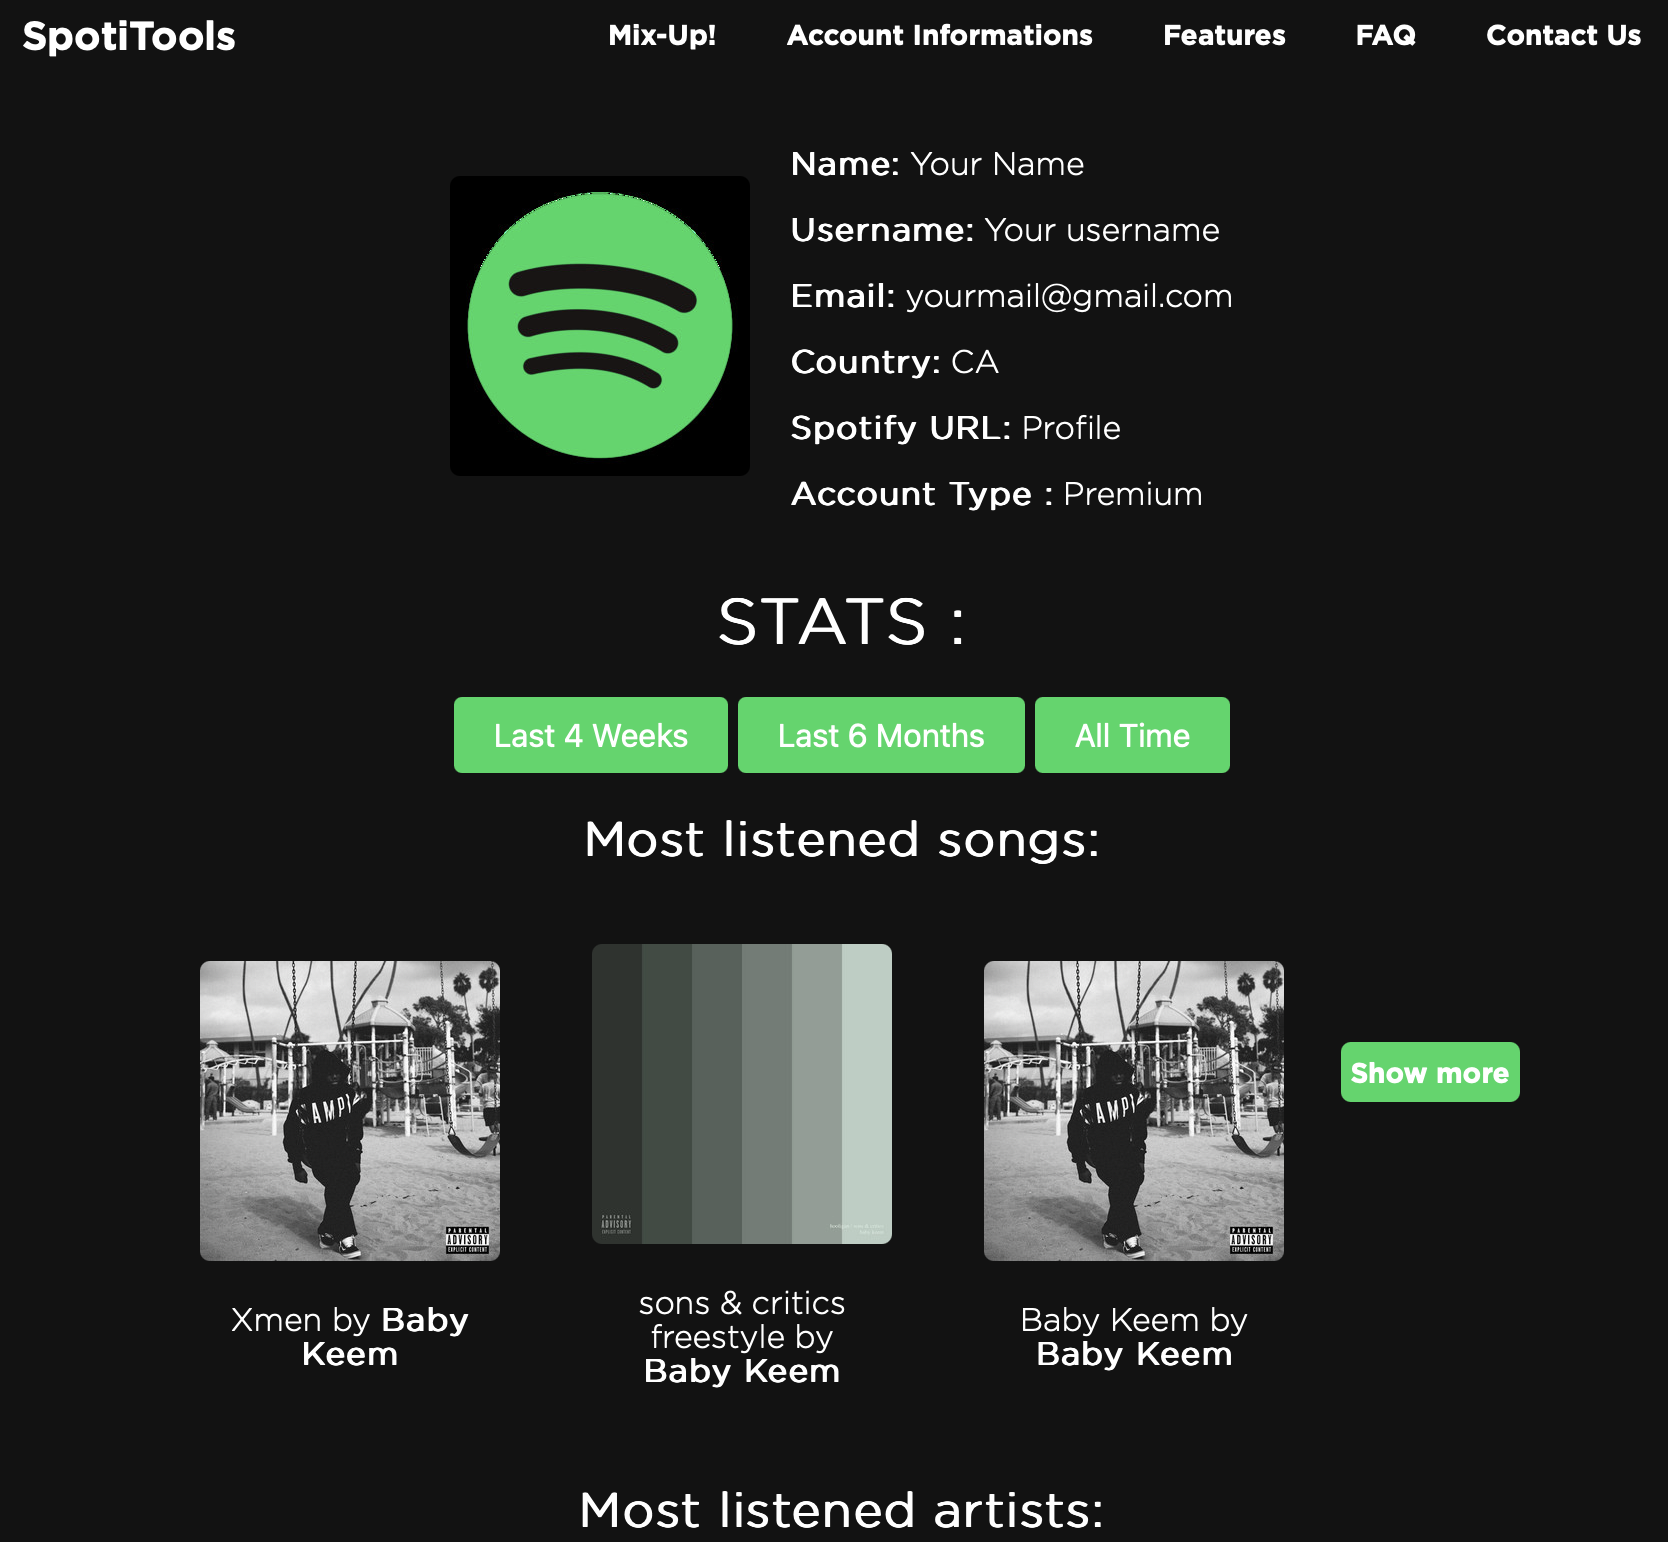 SpotiTools
Mix-Up!
Account Informations
Features
FAQ
Contact Us
Name: Your Name
Username: Your username
Email: yourmail@gmail.com
Country: CA
Spotify URL: Profile
Account Type : Premium
STATS :
Last 4 Weeks
Last 6 Months
All Time
Most listened songs:
PARENTAL
ADVISORY
EXPLICIT CONTENT
PARENTAL
ADVISORY
EXPLICIT CONTENT
PARENTAL
ADVISORY
EXPLICIT CONTENT
Show more
Xmen by Baby
Keem
sons & critics
freestyle by
Baby Keem
Baby Keem by
Baby Keem
Most listened artists: